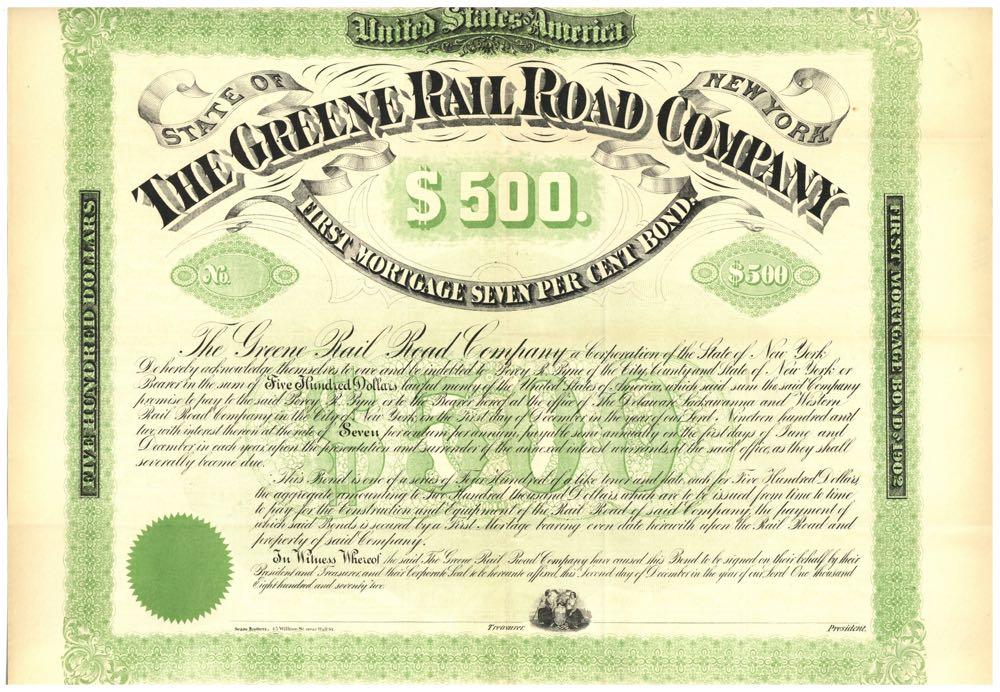 United States of America
STATE OF
NEW YORK
THE GREENE RAIL ROAD COMPANY
$500.
FIRST MORTGAGE SEVEN PER CENT BOND.
No.
$500
FIVE HUNDRED DOLLARS
FIRST MORTGAGE BOND, 1902
The Greene Rail Road Company a Corporation of the State of New York
Do hereby acknowledge themselves to owe and be indebted to Percy R. Pyne of the City County and State of New York or
Bearer in the sum of Five Hundred Dollars lawful money of the United States of America, which said sum the said Company
promise to pay to the said Percy R. Pyne or to the Bearer hereof at the office of The Delaware Lackawanna and Western
Rail Road Company in the City of New York, on the First day of December in the year of our Lord Nineteen hundred and
two, with interest thereon at the rate of Seven per centum per annum, payable semi annually on the first days of June and
December in each year, upon the presentation and surrender of the annexed interest warrants, at the said office, as they shall
severally become due.
$500
This Bond is one of a series of Four Hundred of a like tenor and date each for Five Hundred Dollars
the aggregate amounting to Two Hundred thousand Dollars which are to be issued from time to time
to pay for the Construction and Equipment of the Rail Road of said Company, the payment of
which said Bonds is secured by a First Mortage bearing even date herewith upon the Rail Road and
property of said Company.
In Witness Whereof the said The Greene Rail Road Company have caused this Bond to be signed on their behalf by their
President and Treasurer, and their Corporate Seal to be hereunto affixed, this Second day of December in the year of our Lord One thousand
Eight hundred and seventy two.
Sears Brothers, 45 William St. near Wall St.
Treasurer.
President.